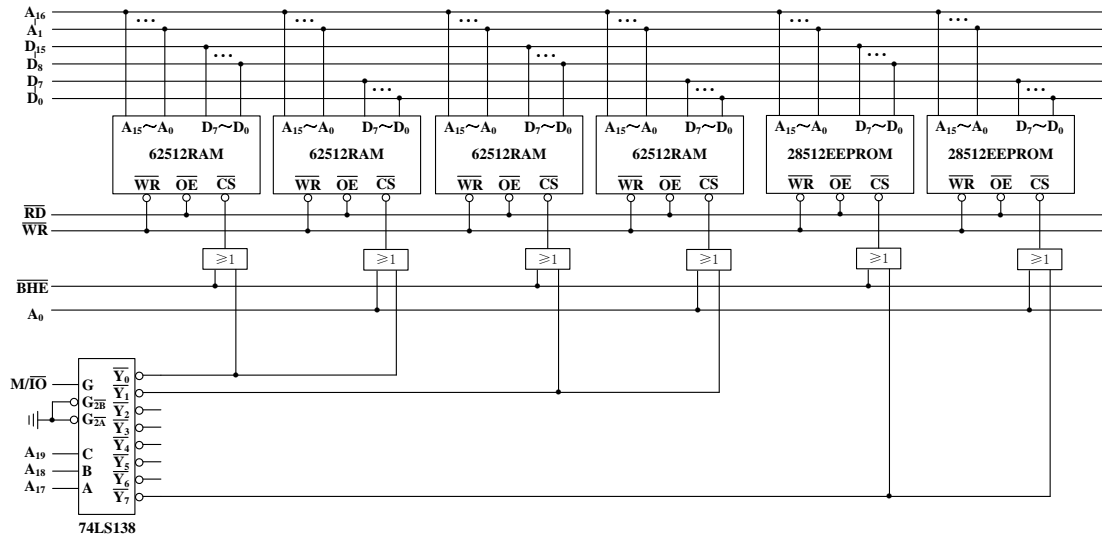 A16
A1
D15
D8
D7
D0
A15～A0 D7～D0 A15～A0 D7～D0 A15～A0 D7～D0 A15～A0 D7～D0 A15～A0 D7～D0 A15～A0 D7～D0
62512RAM 62512RAM 62512RAM 62512RAM 28512EEPROM 28512EEPROM
WR OE CS WR OE CS WR OE CS WR OE CS WR OE CS WR OE CS
RD
WR
≥1 ≥1 ≥1 ≥1 ≥1 ≥1
BHE
A0
M/IO G Y0
G2B Y1
G2A Y2
Y3
A19 C Y4
A18 B Y5
Y6
A17 A Y7
74LS138